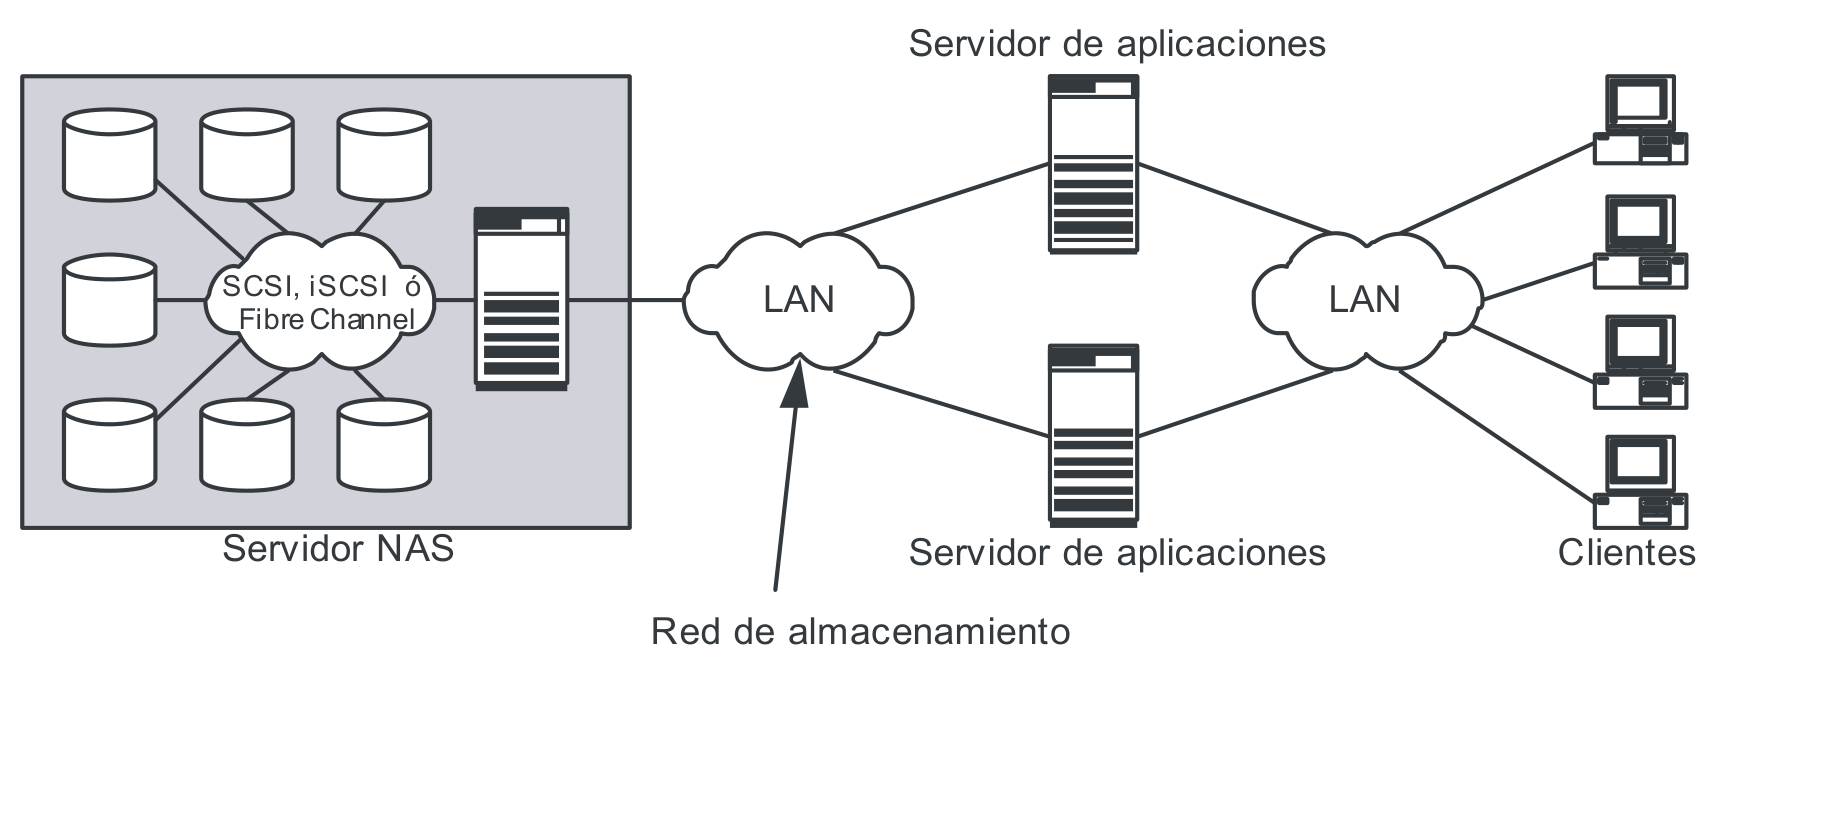 Servidor de aplicaciones
SCSI, iSCSI ó
Fibre Channel
LAN
LAN
Servidor NAS
Servidor de aplicaciones
Clientes
Red de almacenamiento